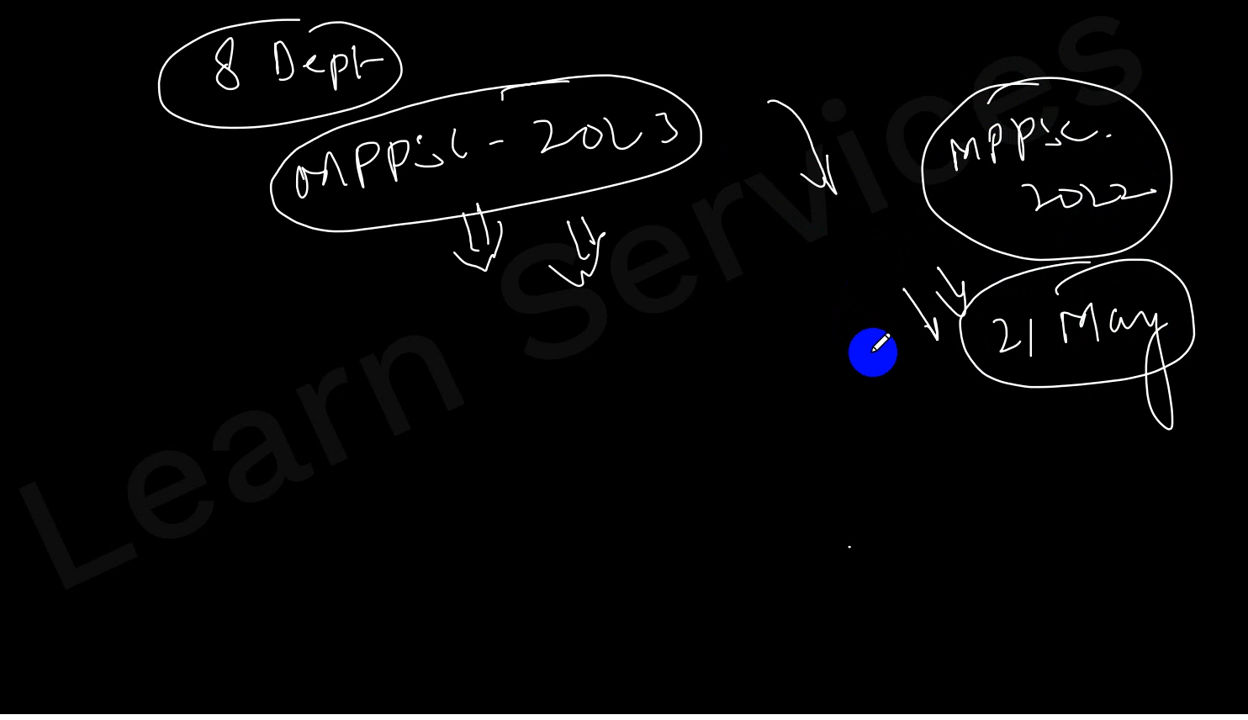 8 Dept
MPPSC - 2023
MPPSC.
2022
21 May
Learn Services